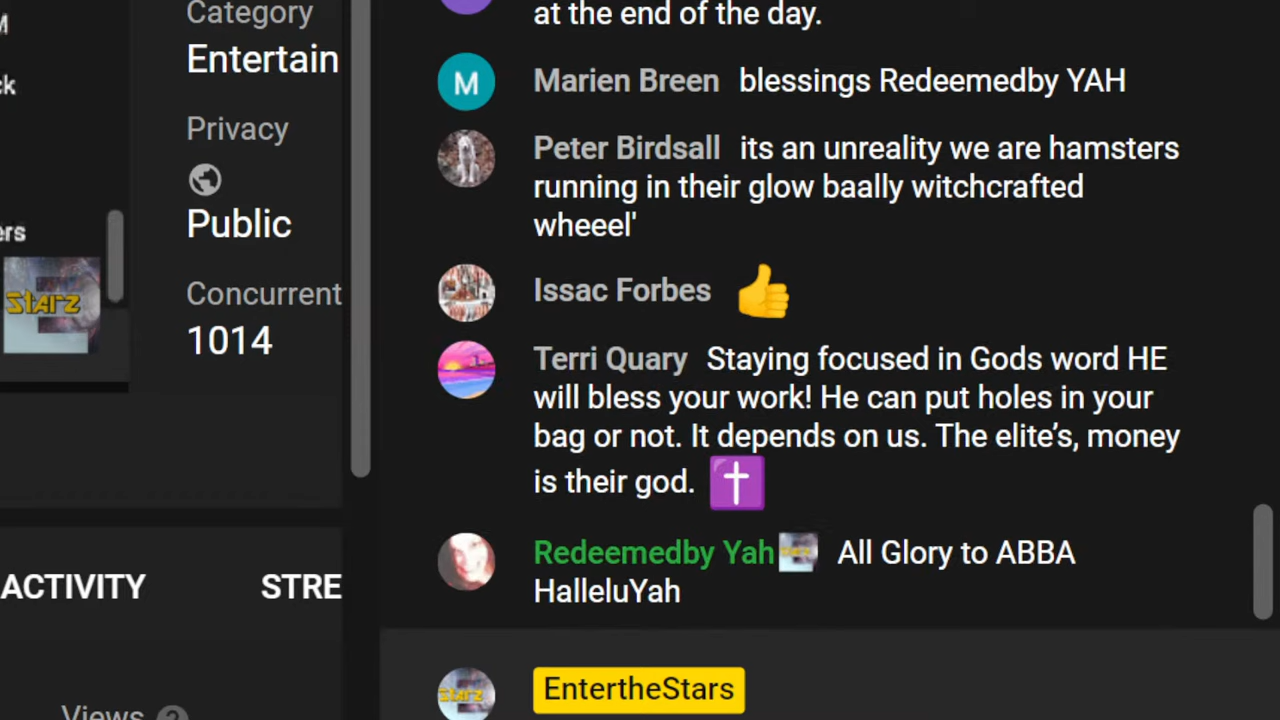 M
ck
ers
Starz
Category
Entertain
Privacy
Public
Concurrent
1014
ACTIVITY STRE
Views ?
at the end of the day.
M Marien Breen blessings Redeemedby YAH
Peter Birdsall its an unreality we are hamsters
running in their glow baally witchcrafted
wheeel'
Issac Forbes 👍
Terri Quary Staying focused in Gods word HE
will bless your work! He can put holes in your
bag or not. It depends on us. The elite’s, money
is their god. ✝️
Redeemedby Yah All Glory to ABBA
HalleluYah
Starz EntertheStars